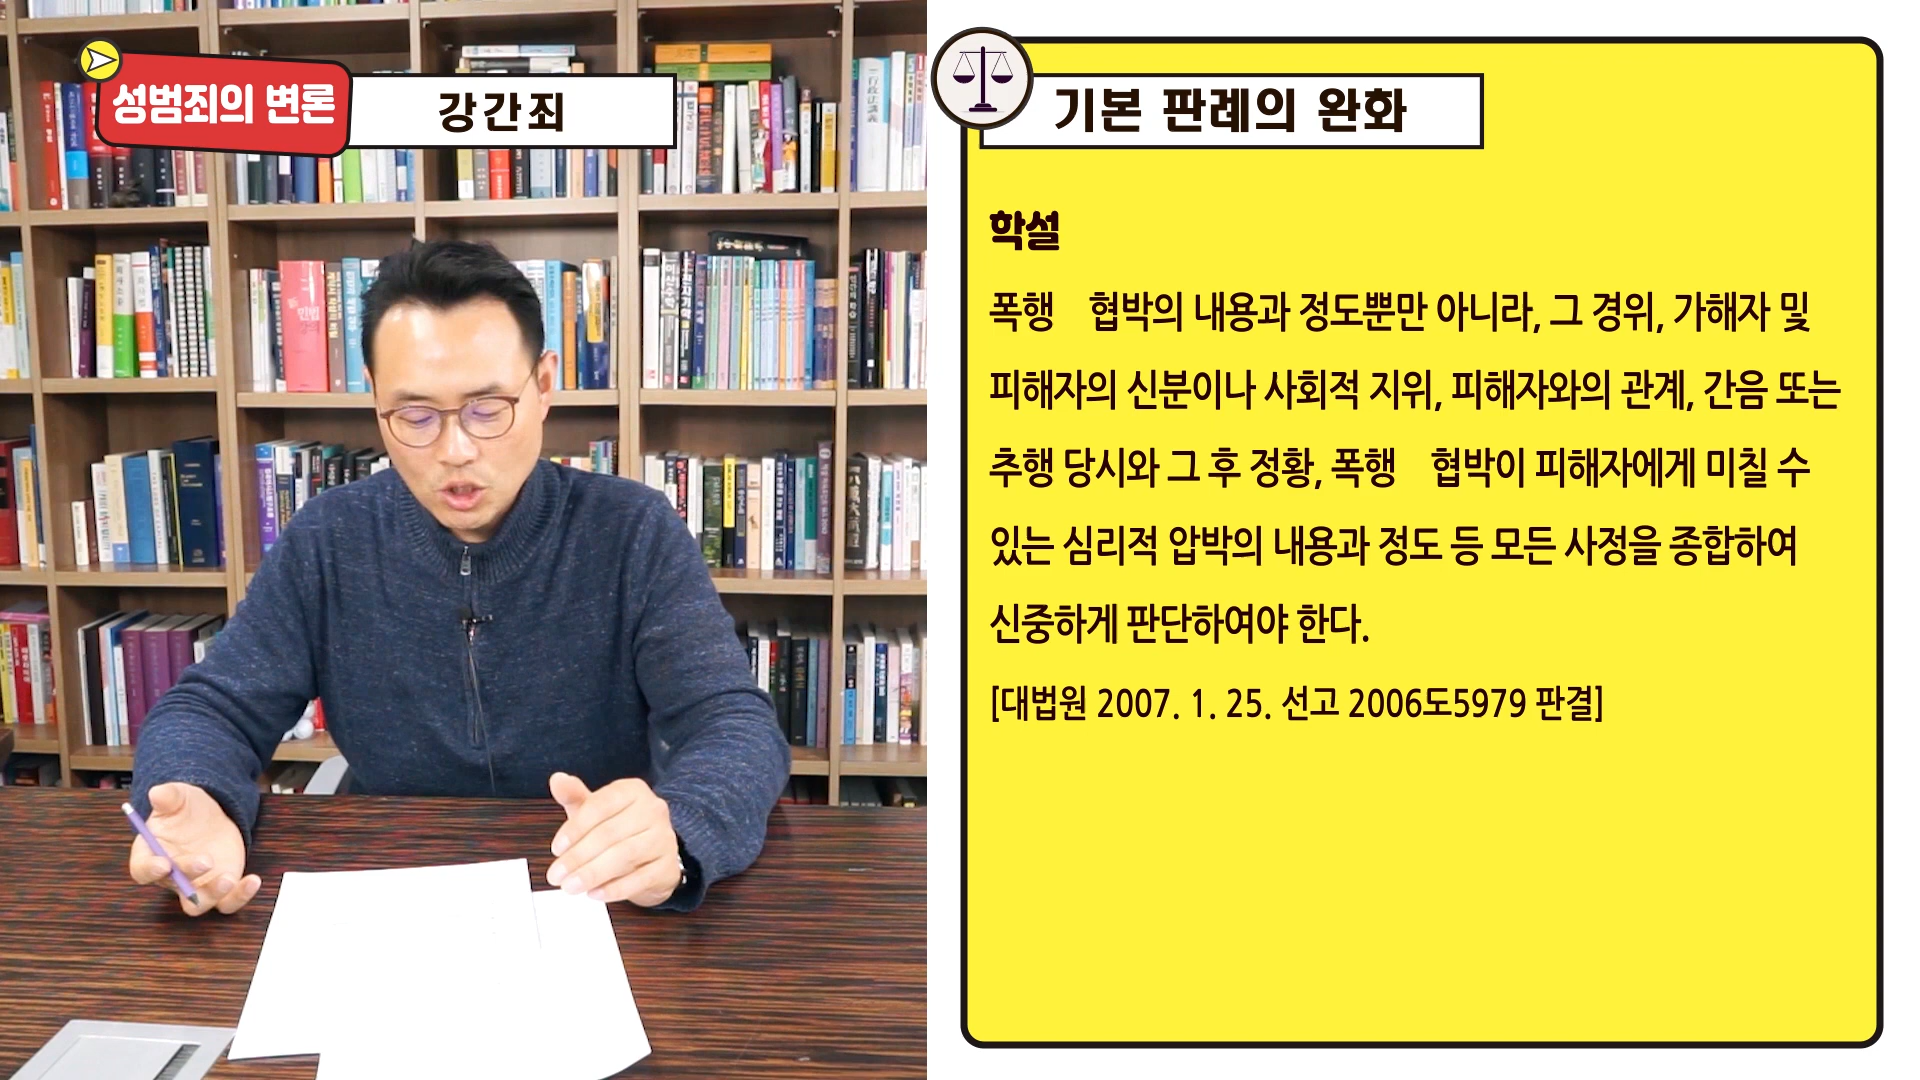 성범죄의 변론
강간죄
기본 판례의 완화
학설
폭행 협박의 내용과 정도뿐만 아니라, 그 경위, 가해자 및
피해자의 신분이나 사회적 지위, 피해자와의 관계, 간음 또는
추행 당시와 그 후 정황, 폭행 협박이 피해자에게 미칠 수
있는 심리적 압박의 내용과 정도 등 모든 사정을 종합하여
신중하게 판단하여야 한다.
[대법원 2007. 1. 25. 선고 2006도5979 판결]
민법